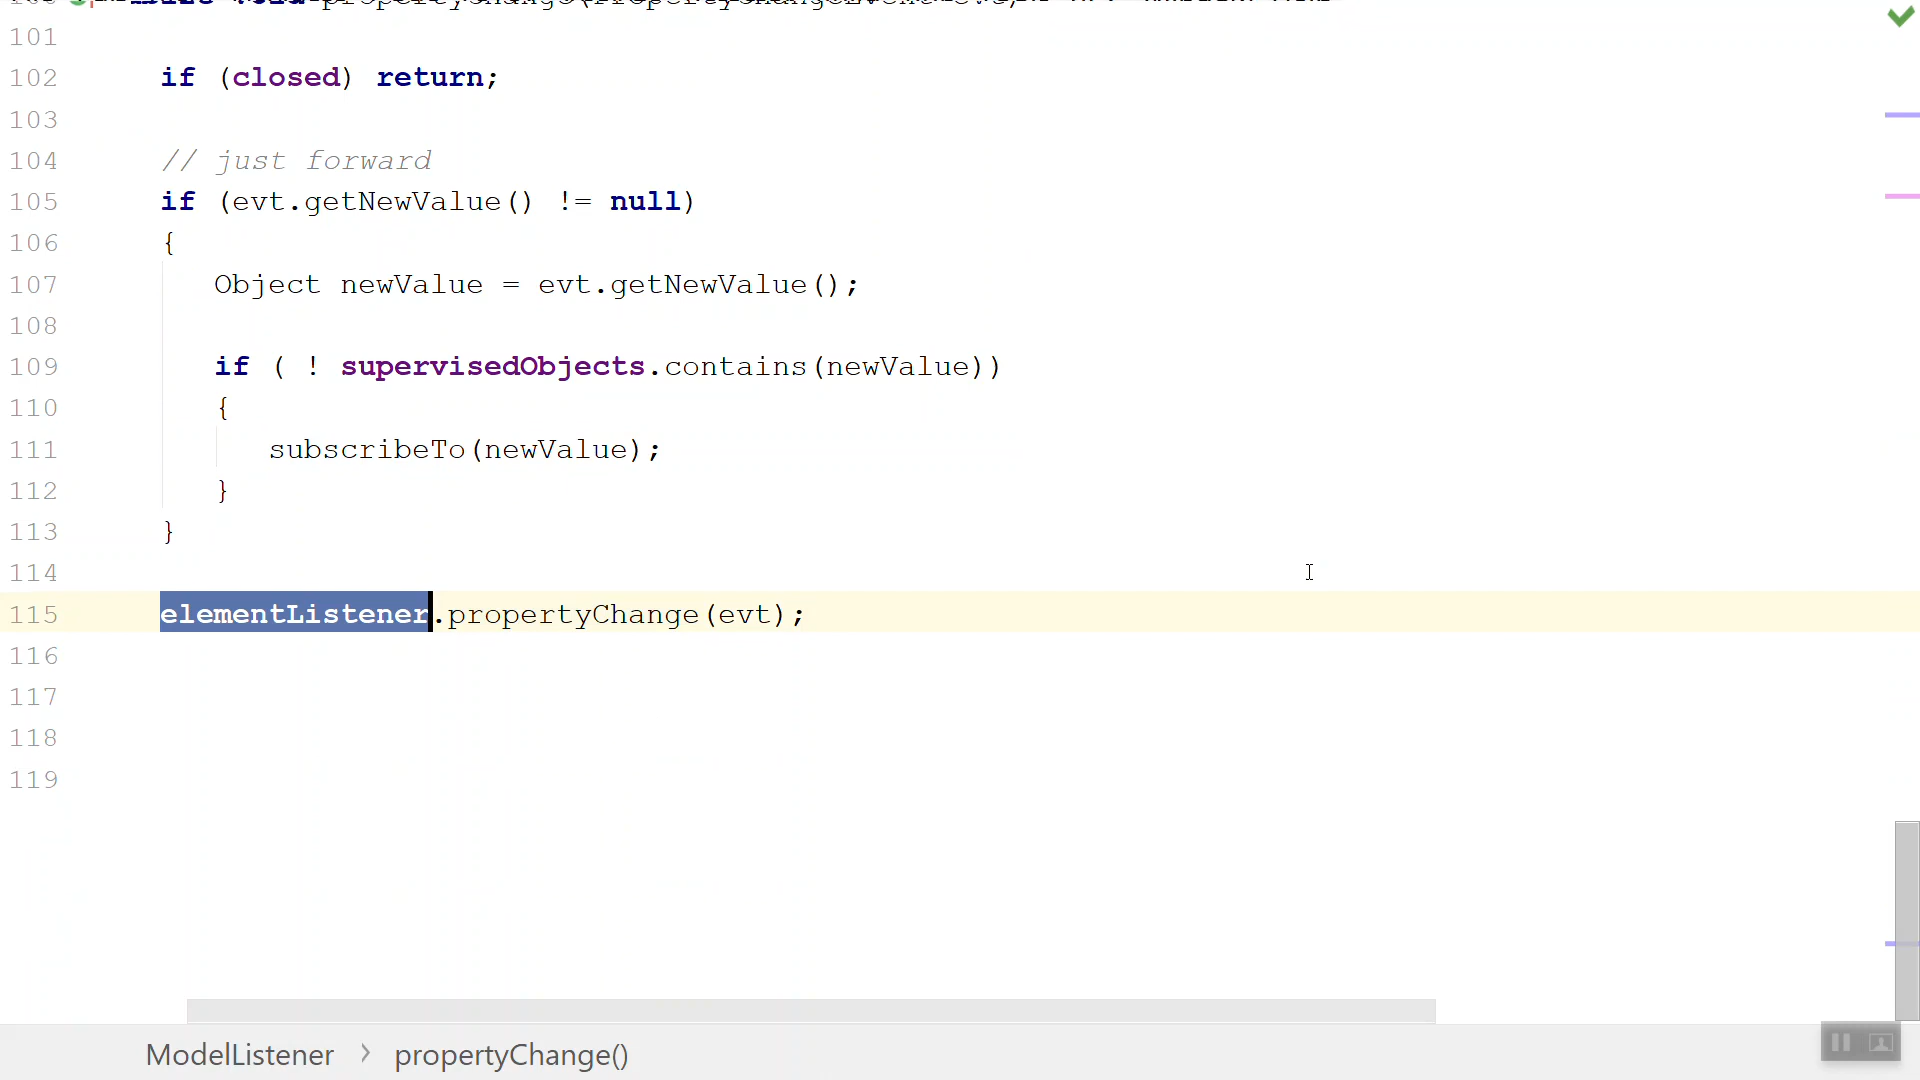 101
102 if (closed) return;
103
104 // just forward
105 if (evt.getNewValue() != null)
106 {
107 Object newValue = evt.getNewValue();
108
109 if ( ! supervisedObjects.contains(newValue))
110 {
111 subscribeTo(newValue);
112 }
113 }
114
115 elementListener.propertyChange(evt);
116
117
118
119
ModelListener > propertyChange()